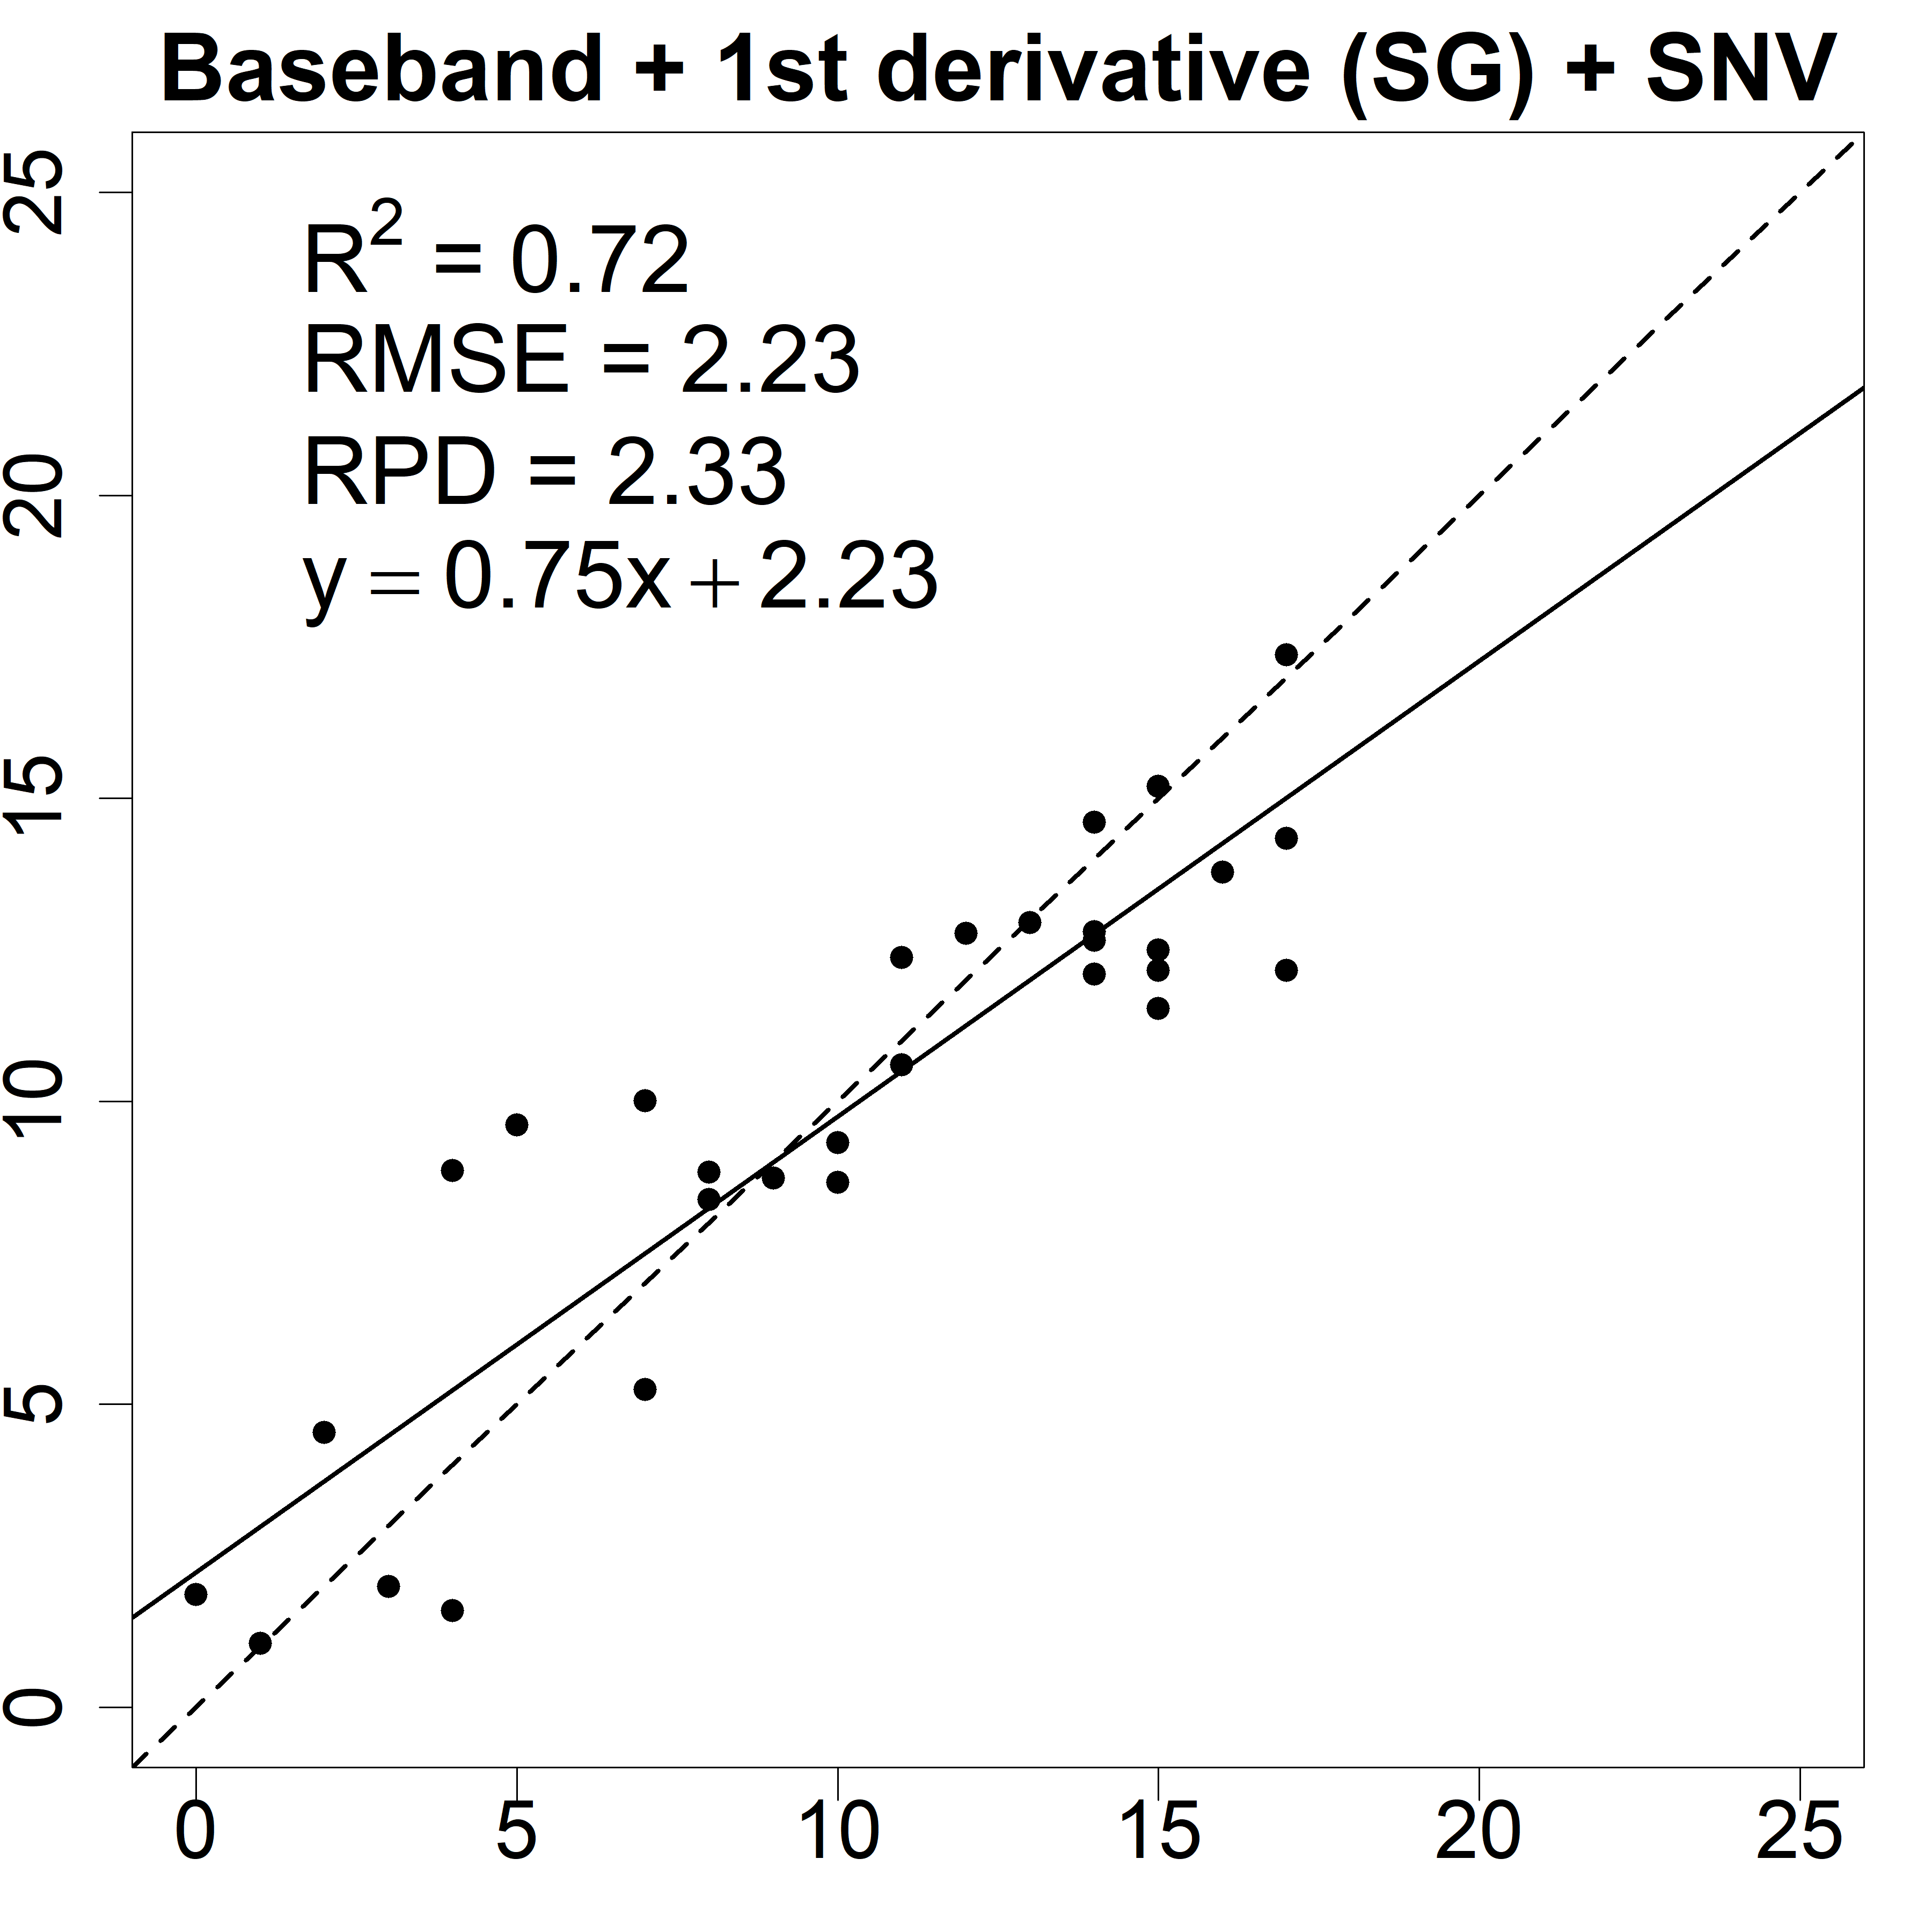 Baseband + 1st derivative (SG) + SNV
R² = 0.72
RMSE = 2.23
RPD = 2.33
y = 0.75x + 2.23
25
20
15
10
5
0
0 5 10 15 20 25